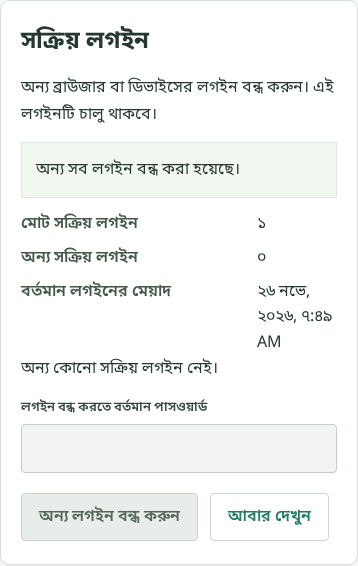 সক্রিয় লগইন
অন্য ব্রাউজার বা ডিভাইসের লগইন বন্ধ করুন। এই
লগইনটি চালু থাকবে।
অন্য সব লগইন বন্ধ করা হয়েছে।
মোট সক্রিয় লগইন ১
অন্য সক্রিয় লগইন ০
বর্তমান লগইনের মেয়াদ ২৬ নভে,
২০২৬, ৭:৪৯
AM
অন্য কোনো সক্রিয় লগইন নেই।
লগইন বন্ধ করতে বর্তমান পাসওয়ার্ড
অন্য লগইন বন্ধ করুন আবার দেখুন